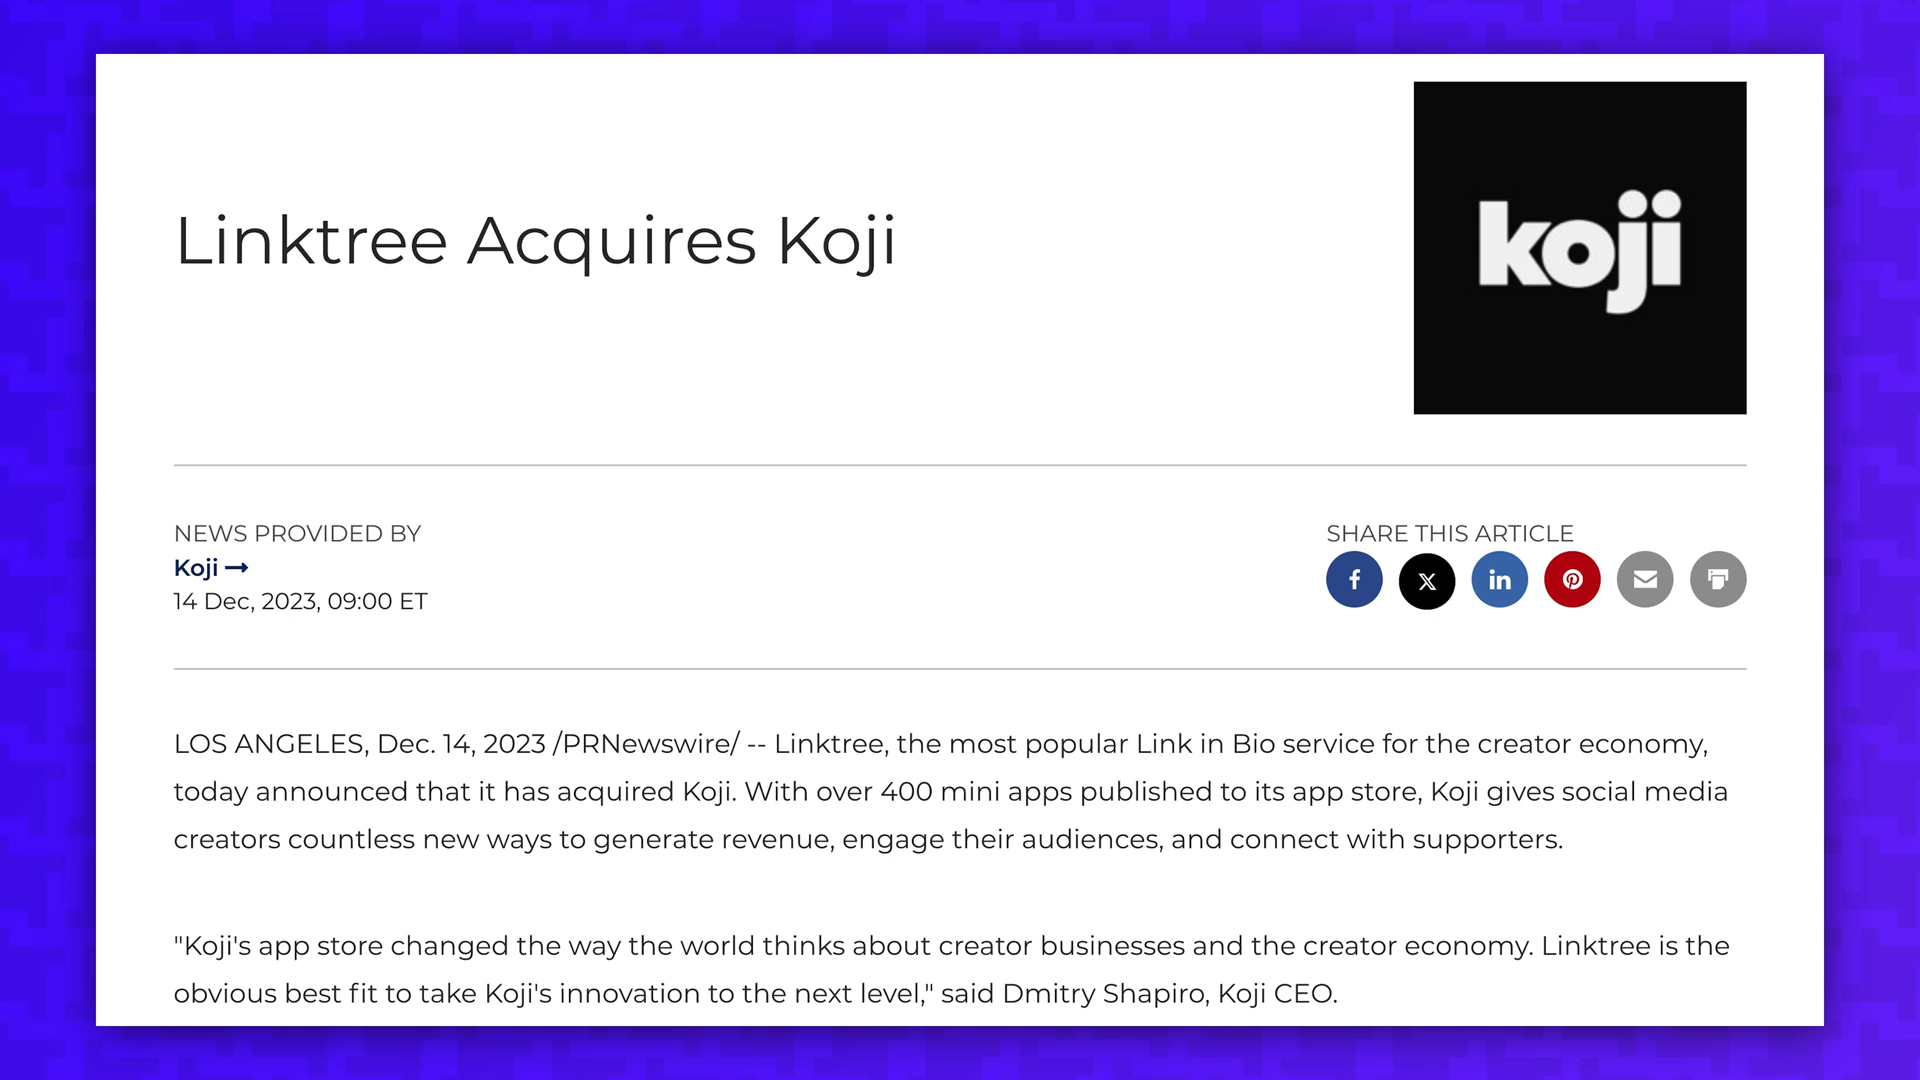 koji
Linktree Acquires Koji
NEWS PROVIDED BY
Koji
14 Dec, 2023, 09:00 ET
SHARE THIS ARTICLE
LOS ANGELES, Dec. 14, 2023 /PRNewswire/ -- Linktree, the most popular Link in Bio service for the creator economy,
today announced that it has acquired Koji. With over 400 mini apps published to its app store, Koji gives social media
creators countless new ways to generate revenue, engage their audiences, and connect with supporters.
"Koji's app store changed the way the world thinks about creator businesses and the creator economy. Linktree is the
obvious best fit to take Koji's innovation to the next level," said Dmitry Shapiro, Koji CEO.